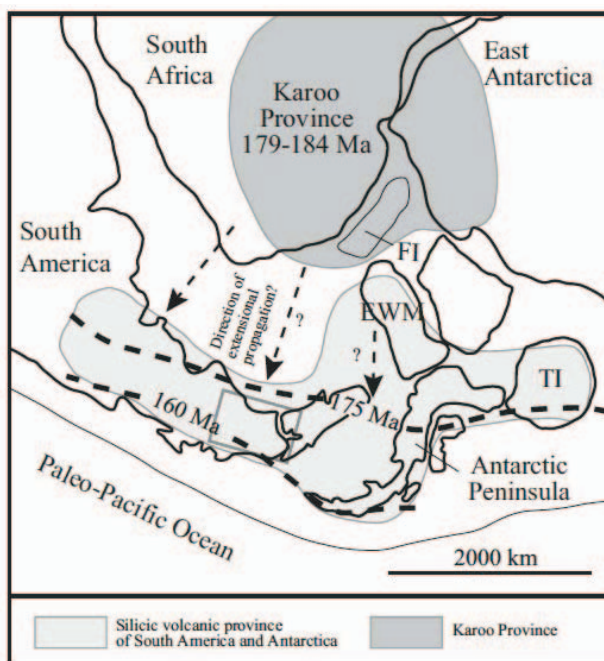 South
Africa
East
Antarctica
Karoo
Province
179-184 Ma
South
America
FI
EWM
Direction of
extensional
propagation?
?
?
TI
175 Ma
160 Ma
Antarctic
Peninsula
Paleo-Pacific Ocean
2000 km
Silicic volcanic province
of South America and Antarctica
Karoo Province